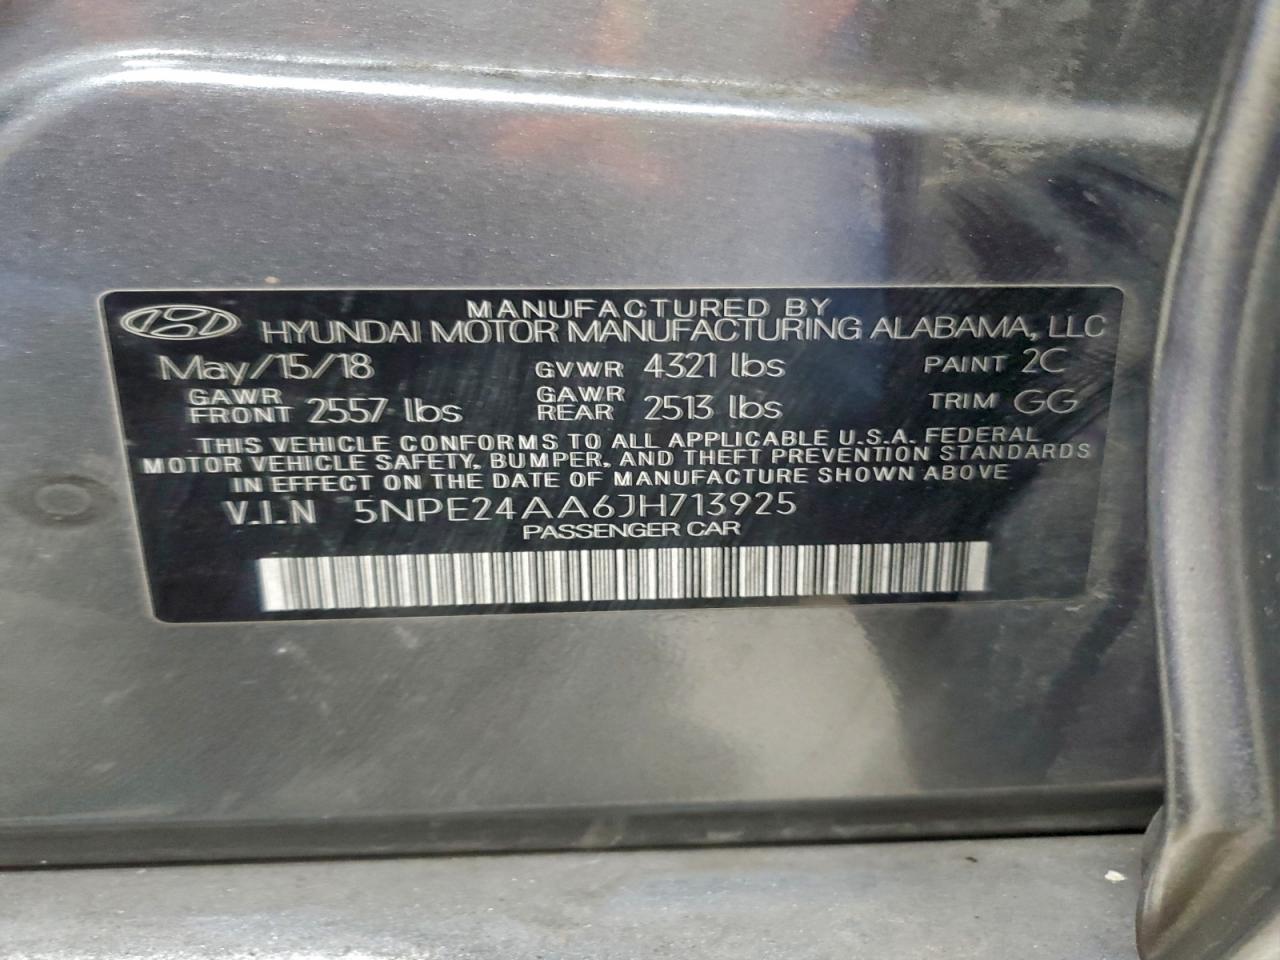 MANUFACTURED BY
HYUNDAI MOTOR MANUFACTURING ALABAMA, LLC
May/15/18 GVWR 4321 lbs PAINT 2C
GAWR FRONT 2557 lbs GAWR REAR 2513 lbs TRIM GG
THIS VEHICLE CONFORMS TO ALL APPLICABLE U.S.A. FEDERAL
MOTOR VEHICLE SAFETY, BUMPER, AND THEFT PREVENTION STANDARDS
IN EFFECT ON THE DATE OF MANUFACTURE SHOWN ABOVE
V.I.N 5NPE24AA6JH713925
PASSENGER CAR